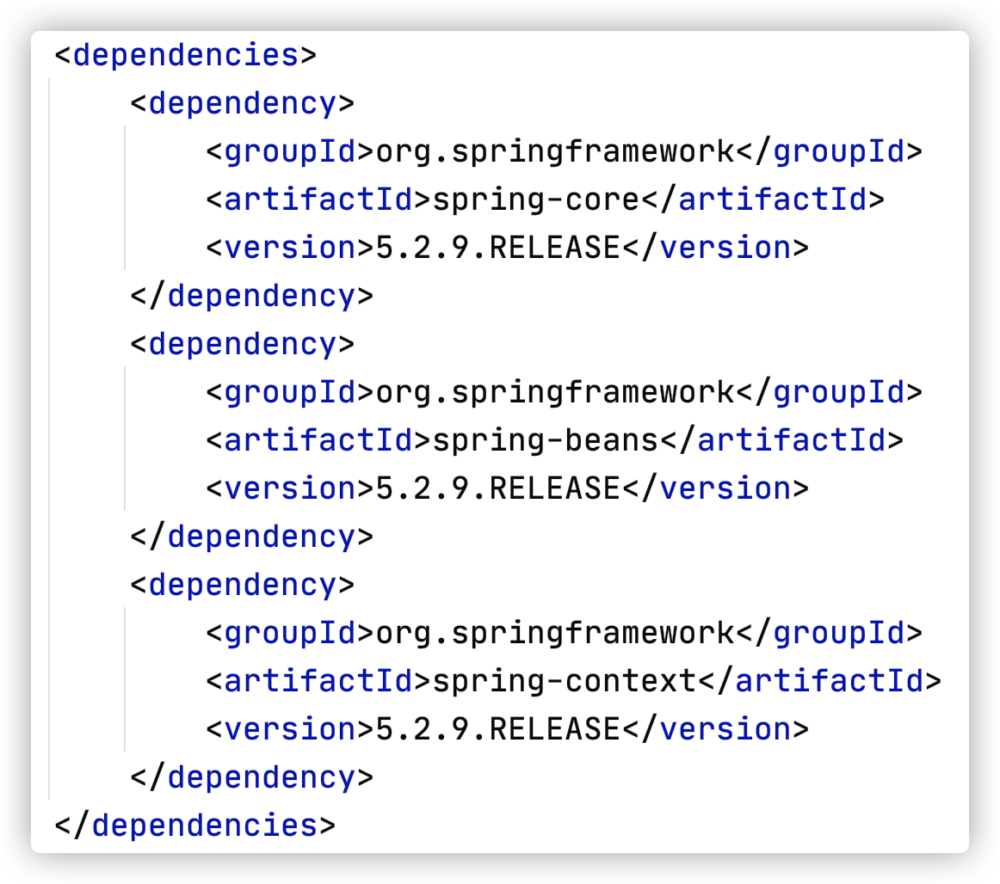 <dependencies>
    <dependency>
        <groupId>org.springframework</groupId>
        <artifactId>spring-core</artifactId>
        <version>5.2.9.RELEASE</version>
    </dependency>
    <dependency>
        <groupId>org.springframework</groupId>
        <artifactId>spring-beans</artifactId>
        <version>5.2.9.RELEASE</version>
    </dependency>
    <dependency>
        <groupId>org.springframework</groupId>
        <artifactId>spring-context</artifactId>
        <version>5.2.9.RELEASE</version>
    </dependency>
</dependencies>